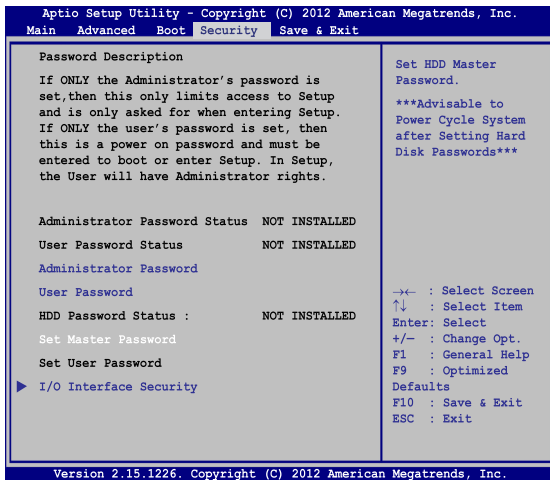 Aptio Setup Utility - Copyright (C) 2012 American Megatrends, Inc.
Main Advanced Boot Security Save & Exit
Password Description
If ONLY the Administrator's password is
set,then this only limits access to Setup
and is only asked for when entering Setup.
If ONLY the user's password is set, then
this is a power on password and must be
entered to boot or enter Setup. In Setup,
the User will have Administrator rights.
Administrator Password Status NOT INSTALLED
User Password Status NOT INSTALLED
Administrator Password
User Password
HDD Password Status : NOT INSTALLED
Set Master Password
Set User Password
I/O Interface Security
Set HDD Master
Password.
***Advisable to
Power Cycle System
after Setting Hard
Disk Passwords***
→← : Select Screen
↑↓ : Select Item
Enter: Select
+/− : Change Opt.
F1 : General Help
F9 : Optimized
Defaults
F10 : Save & Exit
ESC : Exit
Version 2.15.1226. Copyright (C) 2012 American Megatrends, Inc.